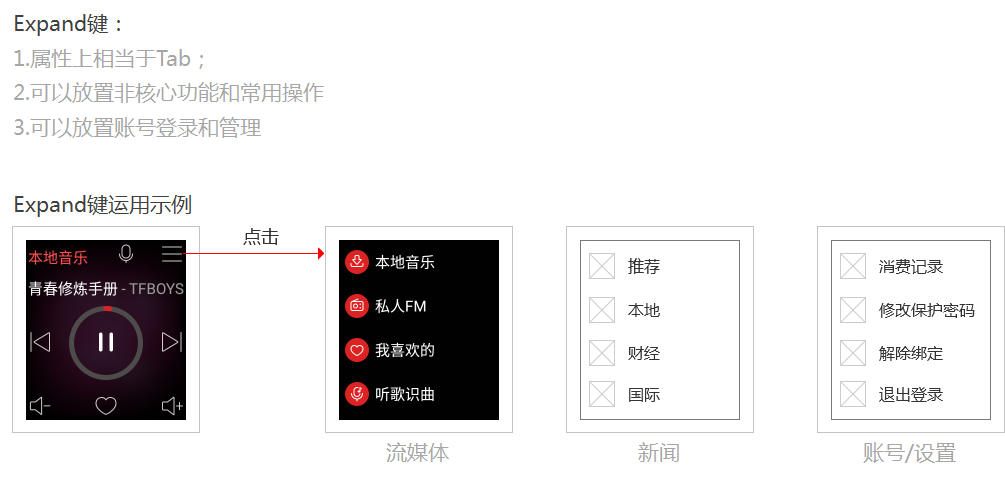 Expand键：
1.属性上相当于Tab；
2.可以放置非核心功能和常用操作
3.可以放置账号登录和管理
Expand键运用示例
点击
本地音乐
青春修炼手册 - TFBOYS
本地音乐
私人FM
我喜欢的
听歌识曲
流媒体
推荐
本地
财经
国际
新闻
消费记录
修改保护密码
解除绑定
退出登录
账号/设置